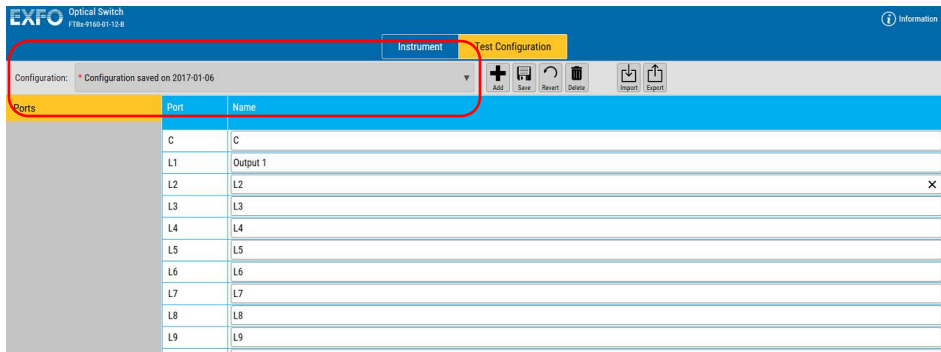 EXFO Optical Switch
FTBx-9160-01-12-B
Information
Instrument Test Configuration
Configuration: * Configuration saved on 2017-01-06
Add Save Revert Delete Import Export
Ports Port Name
C C
L1 Output 1
L2 L2
L3 L3
L4 L4
L5 L5
L6 L6
L7 L7
L8 L8
L9 L9